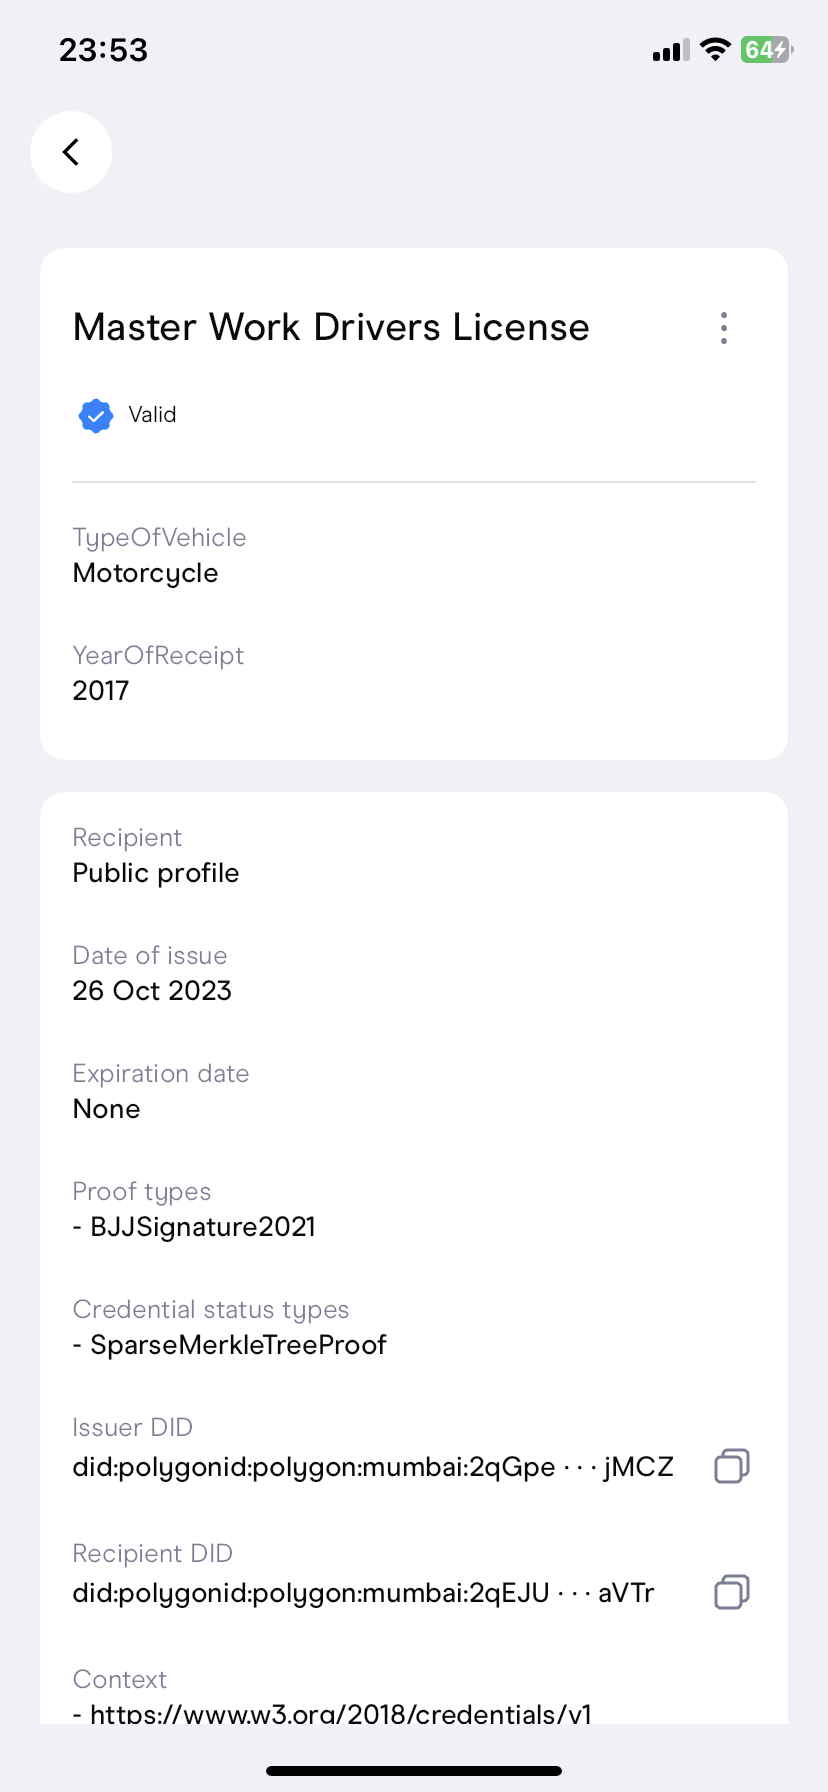 23:53
64
Master Work Drivers License
Valid
TypeOfVehicle
Motorcycle
YearOfReceipt
2017
Recipient
Public profile
Date of issue
26 Oct 2023
Expiration date
None
Proof types
- BJJSignature2021
Credential status types
- SparseMerkleTreeProof
Issuer DID
did:polygonid:polygon:mumbai:2qGpe ··· jMCZ
Recipient DID
did:polygonid:polygon:mumbai:2qEJU ··· aVTr
Context
- https://www.w3.org/2018/credentials/v1